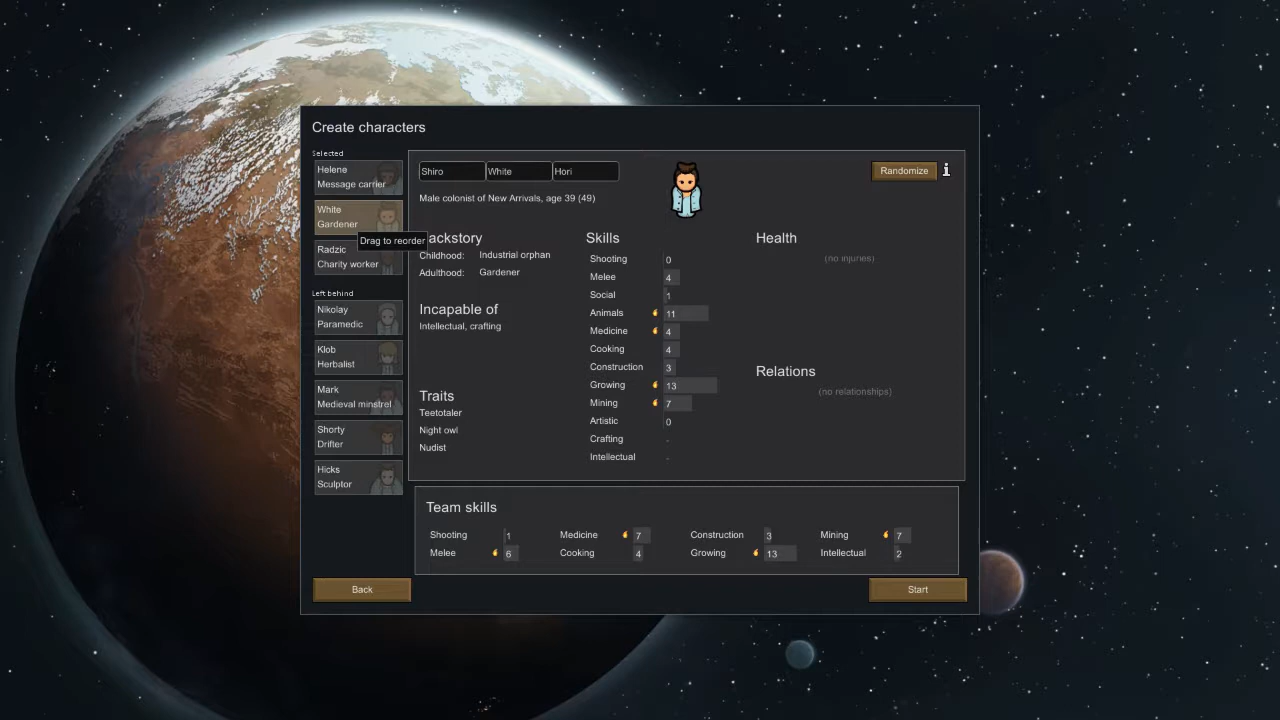 Create characters
Selected
Helene
Message carrier
White
Gardener
Drag to reorder
Radzic
Charity worker
Left behind
Nikolay
Paramedic
Klob
Herbalist
Mark
Medieval minstrel
Shorty
Drifter
Hicks
Sculptor
Shiro White Hori
Randomize
Male colonist of New Arrivals, age 39 (49)
ackstory
Childhood: Industrial orphan
Adulthood: Gardener
Incapable of
Intellectual, crafting
Traits
Teetotaler
Night owl
Nudist
Skills
Shooting 0
Melee 4
Social 1
Animals 11
Medicine 4
Cooking 4
Construction 3
Growing 13
Mining 7
Artistic 0
Crafting -
Intellectual -
Health
(no injuries)
Relations
(no relationships)
Team skills
Shooting 1 Medicine 7 Construction 3 Mining 7
Melee 6 Cooking 4 Growing 13 Intellectual 2
Back
Start